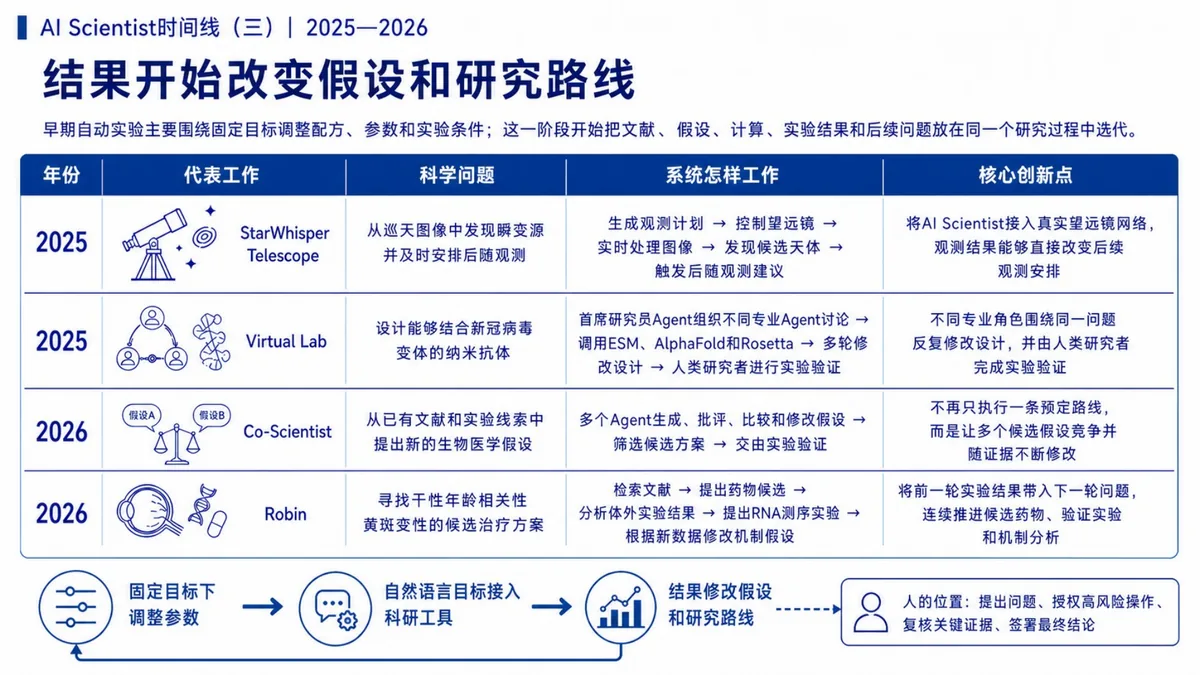 AI Scientist时间线（三）| 2025—2026
结果开始改变假设和研究路线
早期自动实验主要围绕固定目标调整配方、参数和实验条件；这一阶段开始把文献、假设、计算、实验结果和后续问题放在同一个研究过程中选代。
年份
代表工作
科学问题
系统怎样工作
核心创新点
2025
StarWhisper
Telescope
从巡天图像中发现瞬变源
并及时安排后随观测
生成观测计划 → 控制望远镜 →
实时处理图像 → 发现候选天体 →
触发后随观测建议
将AI Scientist接入真实望远镜网络，
观测结果能够直接改变后续
观测安排
2025
Virtual Lab
设计能够结合新冠病毒
变体的纳米抗体
首席研究员Agent组织不同专业Agent讨论 →
调用ESM、AlphaFold和Rosetta → 多轮修
改设计 → 人类研究者进行实验验证
不同专业角色围绕同一问题
反复修改设计，并由人类研究者
完成实验验证
2026
假设A
假设B
Co-Scientist
从已有文献和实验线索中
提出新的生物医学假设
多个Agent生成、批评、比较和修改假设 →
筛选候选方案 → 交由实验验证
不再只执行一条预定路线，
而是让多个候选假设竞争并
随证据不断修改
2026
Robin
寻找干性年龄相关性
黄斑变性的候选治疗方案
检索文献 → 提出药物候选 →
分析体外实验结果 → 提出RNA测序实验 →
根据新数据修改机制假设
将前一轮实验结果带入下一轮问题，
连续推进候选药物、验证实验
和机制分析
固定目标下
调整参数
自然语言目标接入
科研工具
结果修改假设
和研究路线
人的位置：提出问题、授权高风险操作、
复核关键证据、签署最终结论